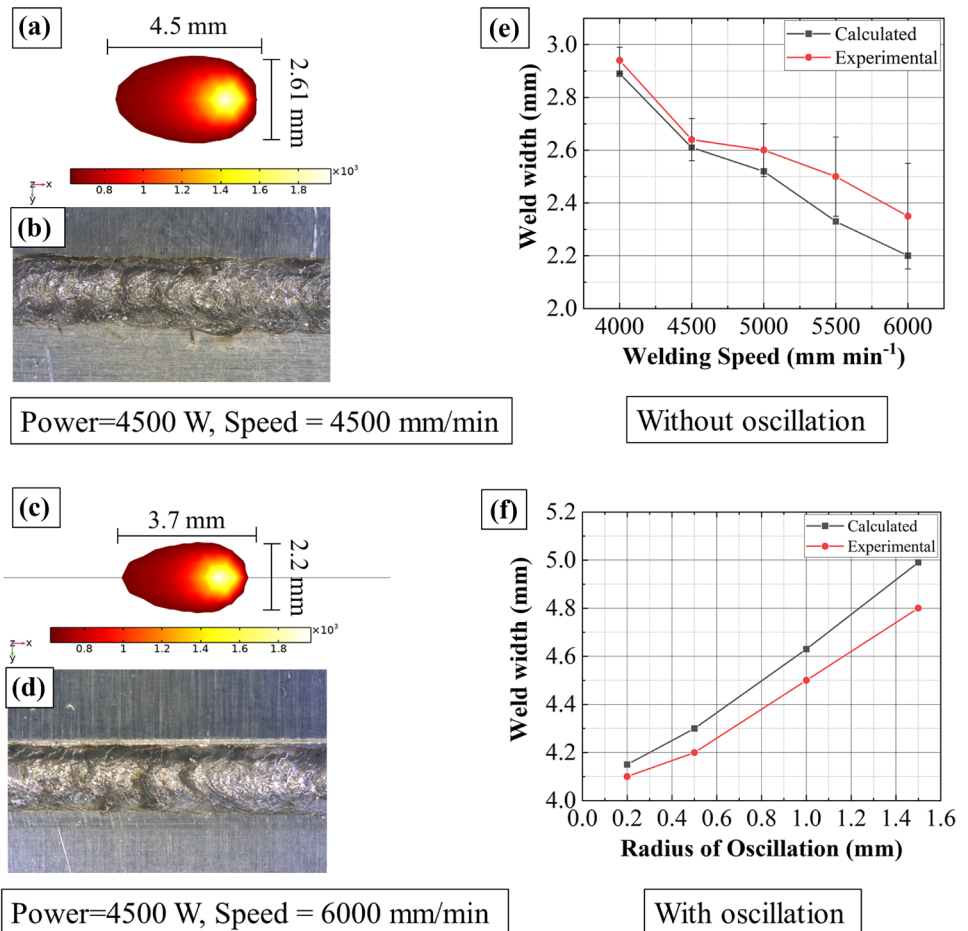 (a)
4.5 mm
2.61 mm
×10³
0.8 1 1.2 1.4 1.6 1.8
z x
y
(b)
Power=4500 W, Speed = 4500 mm/min
(c)
3.7 mm
2.2 mm
×10³
0.8 1 1.2 1.4 1.6 1.8
z x
y
(d)
Power=4500 W, Speed = 6000 mm/min
(e)
Calculated
Experimental
Weld width (mm)
3.0
2.8
2.6
2.4
2.2
2.0
4000 4500 5000 5500 6000
Welding Speed (mm min⁻¹)
Without oscillation
(f)
Calculated
Experimental
Weld width (mm)
5.2
5.0
4.8
4.6
4.4
4.2
4.0
0.0 0.2 0.4 0.6 0.8 1.0 1.2 1.4 1.6
Radius of Oscillation (mm)
With oscillation